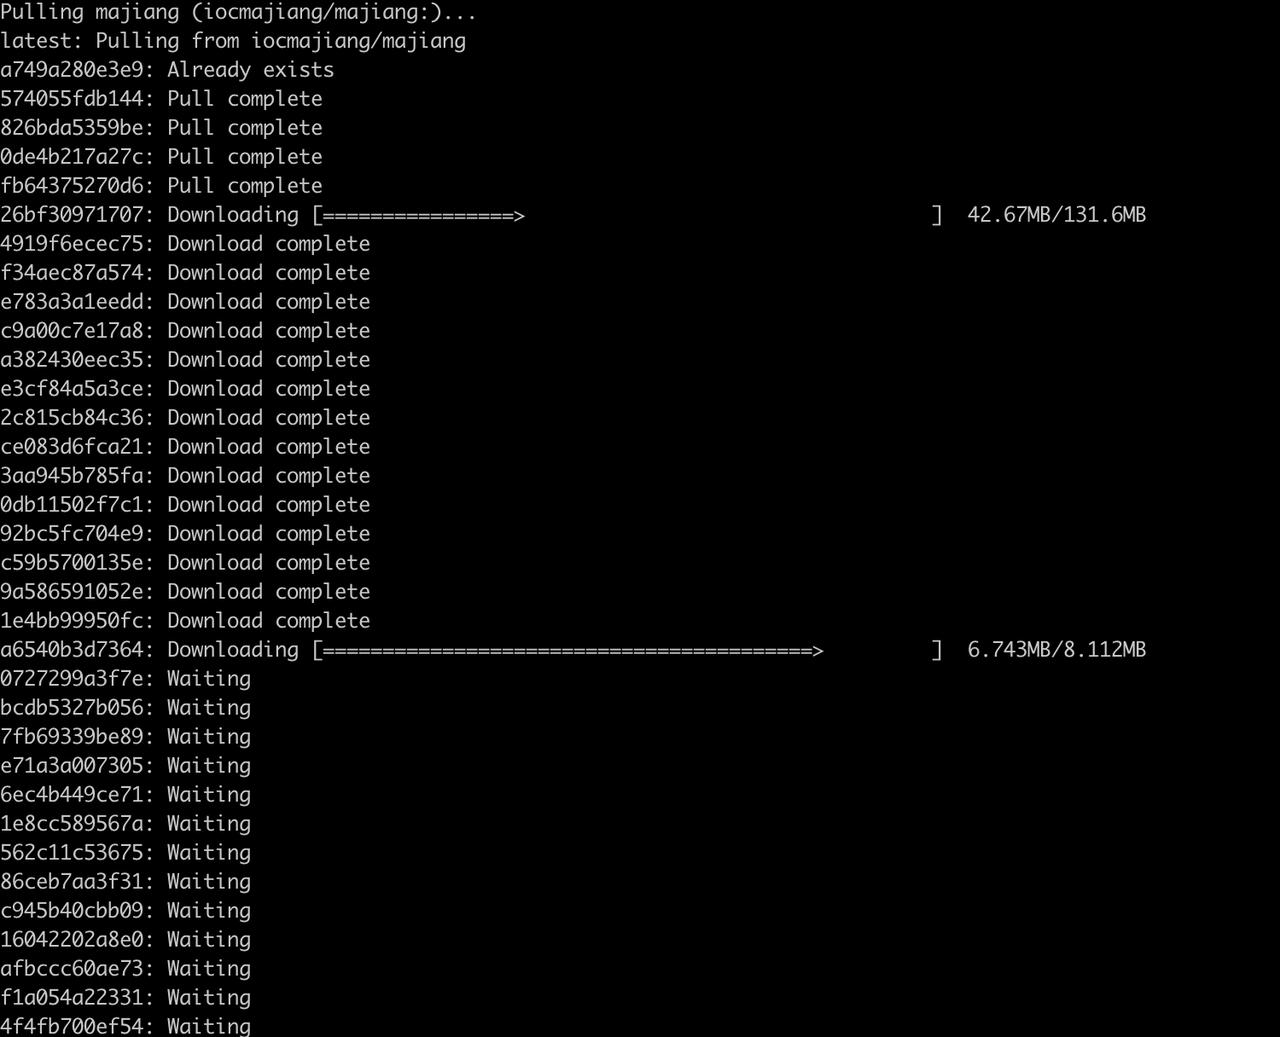 Pulling majiang (iocmajiang/majiang:)...
latest: Pulling from iocmajiang/majiang
a749a280e3e9: Already exists
574055fdb144: Pull complete
826bda5359be: Pull complete
0de4b217a27c: Pull complete
fb64375270d6: Pull complete
26bf30971707: Downloading [================>                                  ]  42.67MB/131.6MB
4919f6ecec75: Download complete
f34aec87a574: Download complete
e783a3a1eedd: Download complete
c9a00c7e17a8: Download complete
a382430eec35: Download complete
e3cf84a5a3ce: Download complete
2c815cb84c36: Download complete
ce083d6fca21: Download complete
3aa945b785fa: Download complete
0db11502f7c1: Download complete
92bc5fc704e9: Download complete
c59b5700135e: Download complete
9a586591052e: Download complete
1e4bb99950fc: Download complete
a6540b3d7364: Downloading [=========================================>         ]  6.743MB/8.112MB
0727299a3f7e: Waiting
bcdb5327b056: Waiting
7fb69339be89: Waiting
e71a3a007305: Waiting
6ec4b449ce71: Waiting
1e8cc589567a: Waiting
562c11c53675: Waiting
86ceb7aa3f31: Waiting
c945b40cbb09: Waiting
16042202a8e0: Waiting
afbccc60ae73: Waiting
f1a054a22331: Waiting
4f4fb700ef54: Waiting